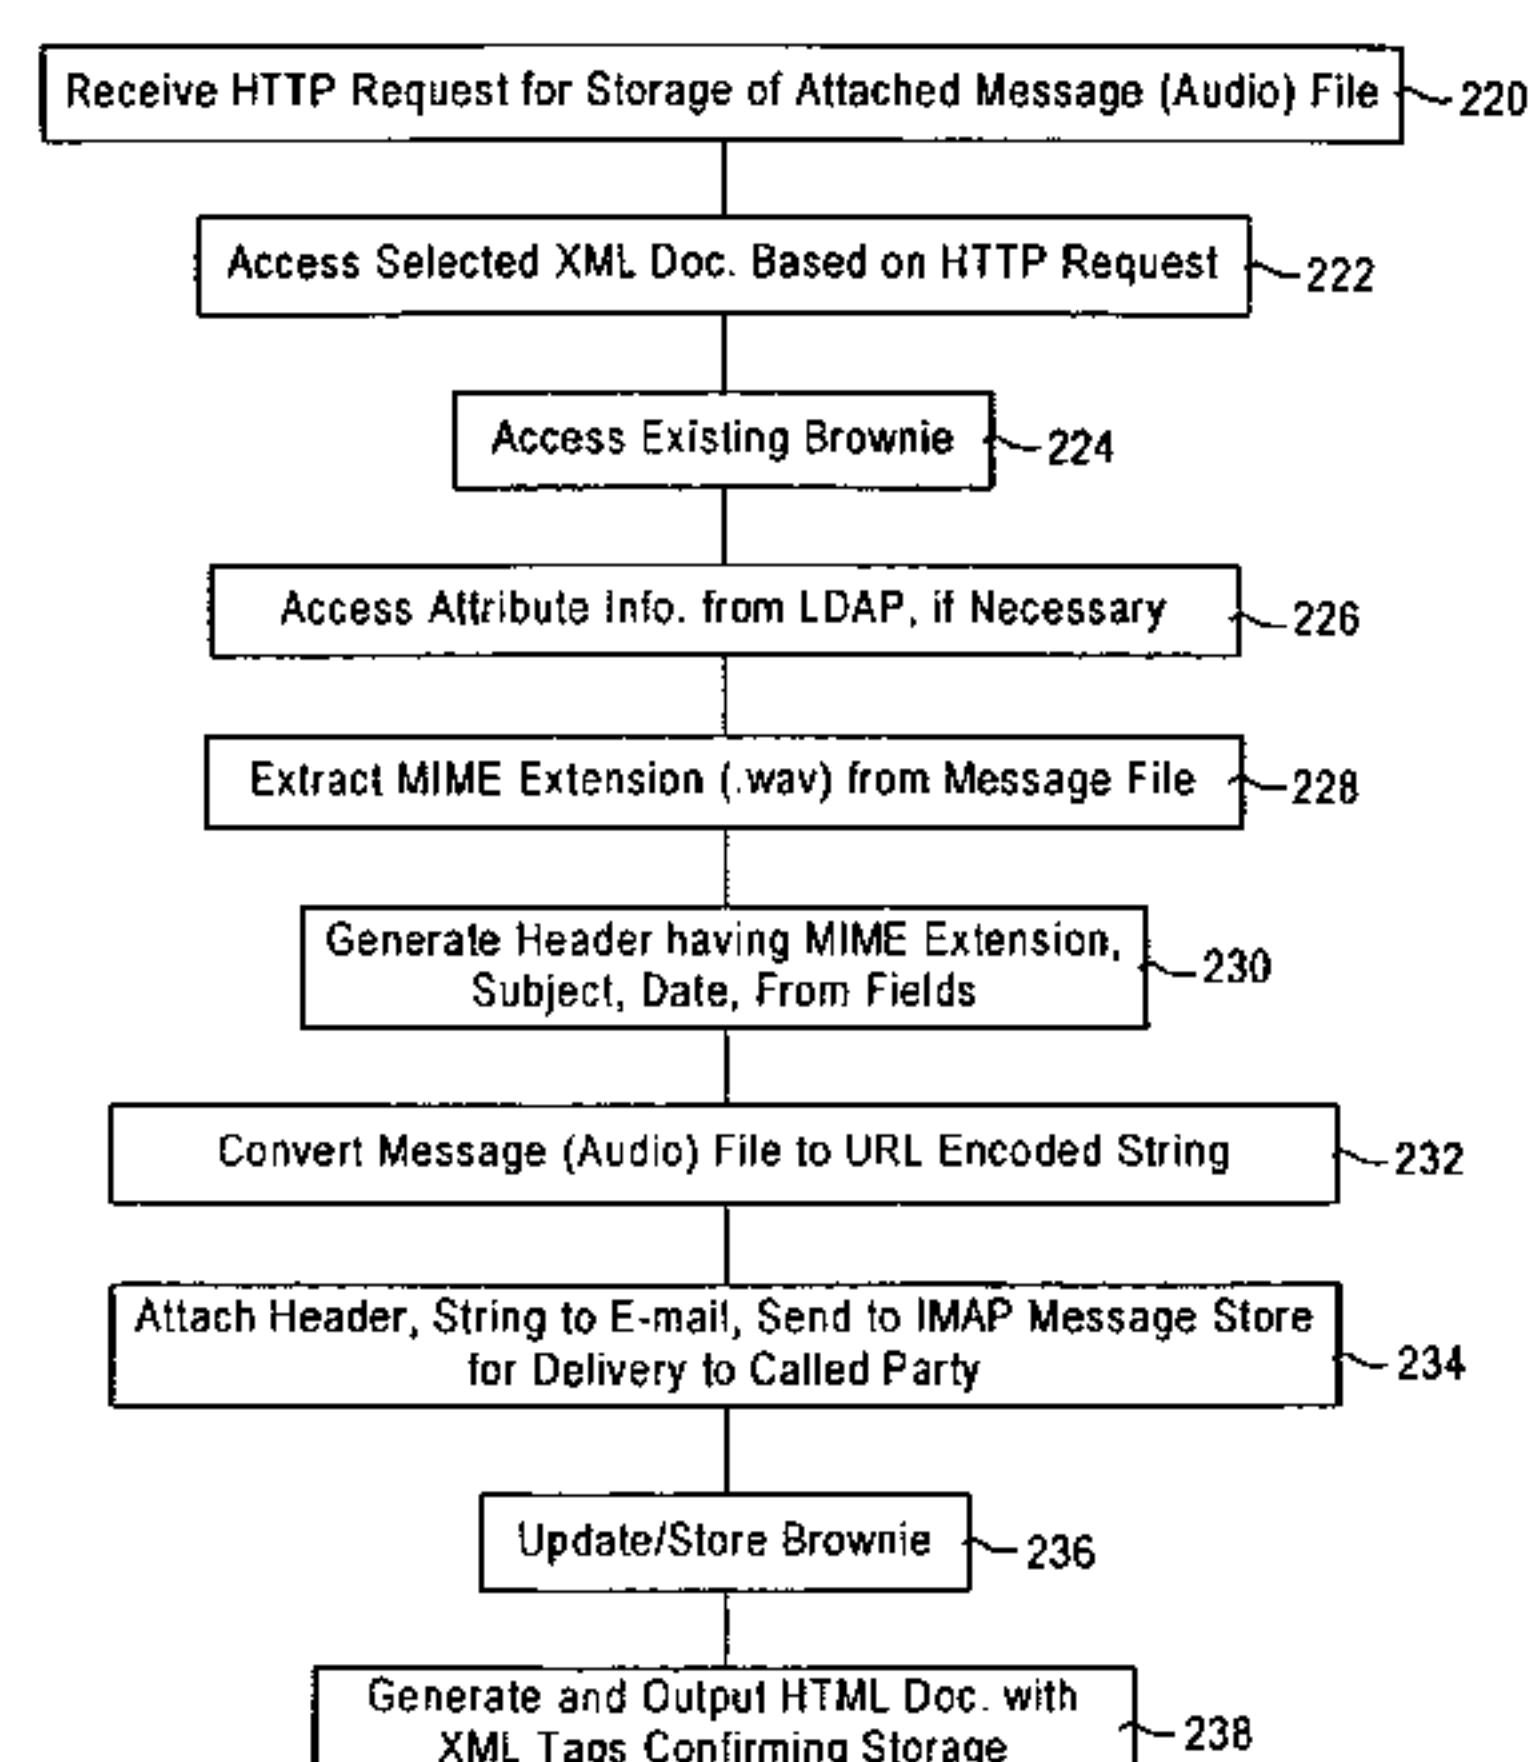 Receive HTTP Request for Storage of Attached Message (Audio) File
220
Access Selected XML Doc. Based on HTTP Request
222
Access Existing Brownie
224
Access Attribute Info. from LDAP, if Necessary
226
Extract MIME Extension (.wav) from Message File
228
Generate Header having MIME Extension,
Subject, Date, From Fields
230
Convert Message (Audio) File to URL Encoded String
232
Attach Header, String to E-mail, Send to IMAP Message Store
for Delivery to Called Party
234
Update/Store Brownie
236
Generate and Output HTML Doc. with
XML Tags Confirming Storage
238